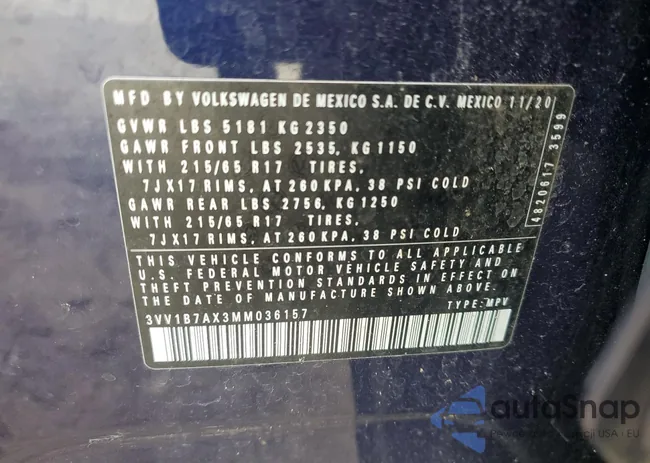 MFD BY VOLKSWAGEN DE MEXICO S.A. DE C.V. MEXICO 11/20
GVWR LBS 5181 KG 2350
GAWR FRONT LBS 2535, KG 1150
WITH 215/65 R17 TIRES,
7JX17 RIMS, AT 260 KPA, 38 PSI COLD
GAWR REAR LBS 2756, KG 1250
WITH 215/65 R17 TIRES,
7JX17 RIMS, AT 260 KPA, 38 PSI COLD
4820617 3599
THIS VEHICLE CONFORMS TO ALL APPLICABLE
U.S. FEDERAL MOTOR VEHICLE SAFETY AND
THEFT PREVENTION STANDARDS IN EFFECT ON
THE DATE OF MANUFACTURE SHOWN ABOVE.
3VV1B7AX3MM036157 TYPE: MPV
autoSnap
USA - EU